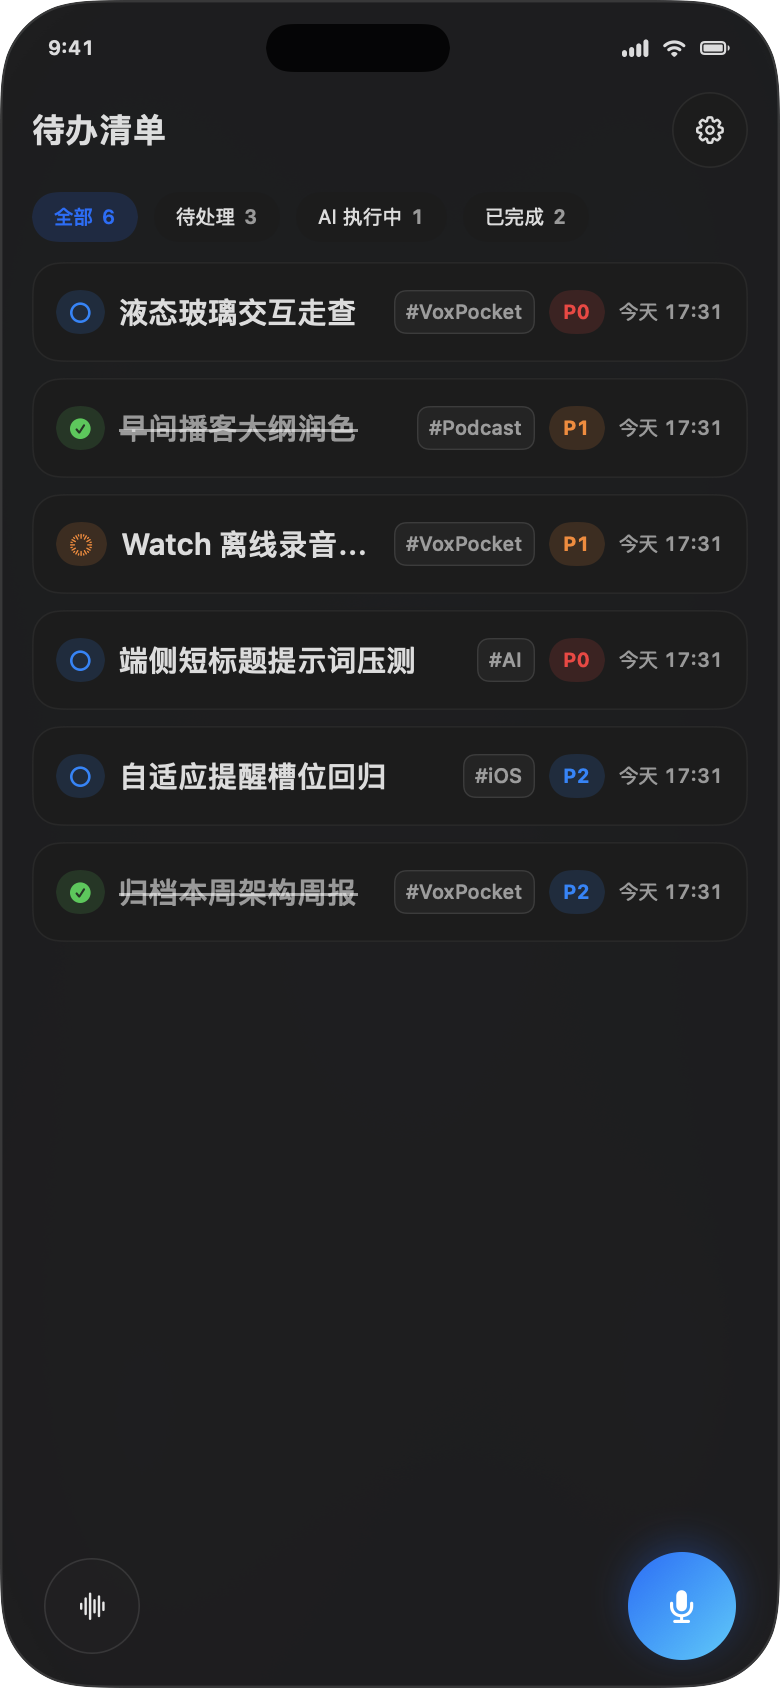 9:41
待办清单
全部 6 待处理 3 AI 执行中 1 已完成 2
液态玻璃交互走查 #VoxPocket P0 今天 17:31
早间播客大纲润色 #Podcast P1 今天 17:31
Watch 离线录音... #VoxPocket P1 今天 17:31
端侧短标题提示词压测 #AI P0 今天 17:31
自适应提醒槽位回归 #iOS P2 今天 17:31
归档本周架构周报 #VoxPocket P2 今天 17:31